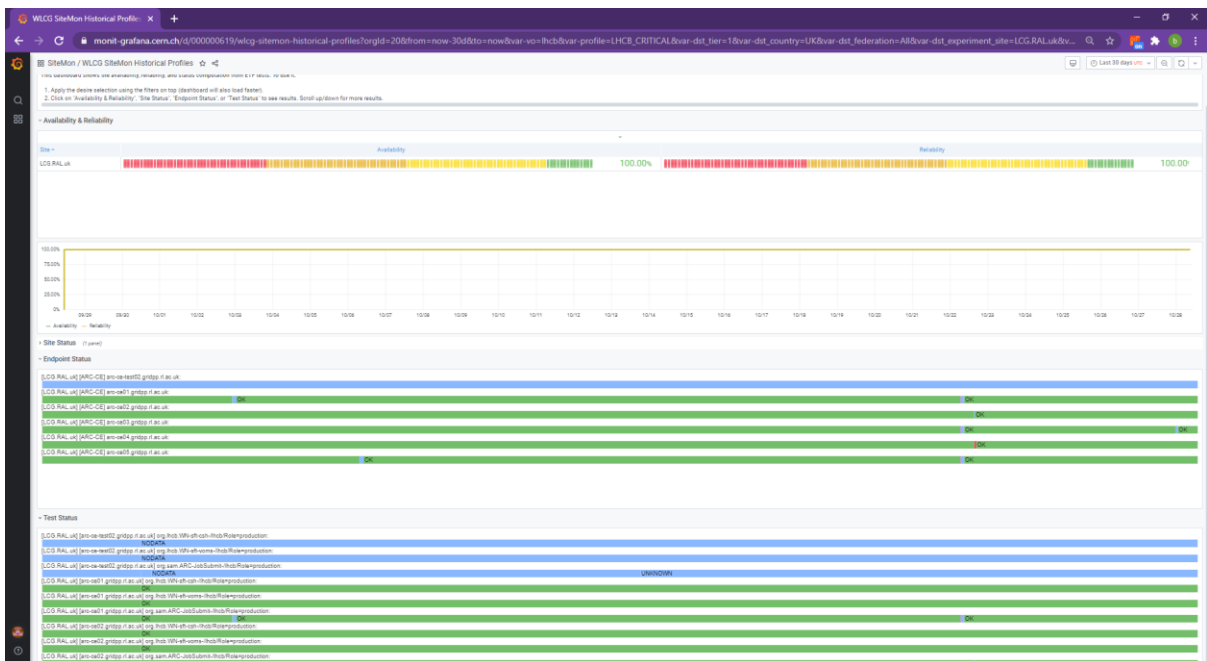 WLCG SiteMon Historical Profile
monit-grafana.cern.ch/d/000000619/wlcg-sitemon-historical-profiles?orgId=20&from=now-30d&to=now&var-vo=lhcb&var-profile=LHCB_CRITICAL&var-dst_tier=1&var-dst_country=UK&var-dst_federation=All&var-dst_experiment_site=LCG.RAL.uk&v...
SiteMon / WLCG SiteMon Historical Profiles
Last 30 days UTC
This dashboard shows the availability, reliability, and status computation from ETF tests. To use it:
1. Apply the desire selection using the filters on top (dashboard will also load faster).
2. Click on 'Availability & Reliability', 'Site Status', 'Endpoint Status', or 'Test Status' to see results. Scroll up/down for more results.
Availability & Reliability
Site Availability Reliability
LCG.RAL.uk 100.00% 100.00
100.00%
75.00%
50.00%
25.00%
0%
09/29 09/30 10/01 10/02 10/03 10/04 10/05 10/06 10/07 10/08 10/09 10/10 10/11 10/12 10/13 10/14 10/15 10/16 10/17 10/18 10/19 10/20 10/21 10/22 10/23 10/24 10/25 10/26 10/27 10/28
Availability Reliability
Site Status (1 panel)
Endpoint Status
[LCG.RAL.uk] [ARC-CE] arc-ce-test02.gridpp.rl.ac.uk:
[LCG.RAL.uk] [ARC-CE] arc-ce01.gridpp.rl.ac.uk:
OK OK
[LCG.RAL.uk] [ARC-CE] arc-ce02.gridpp.rl.ac.uk:
OK
[LCG.RAL.uk] [ARC-CE] arc-ce03.gridpp.rl.ac.uk:
OK OK
[LCG.RAL.uk] [ARC-CE] arc-ce04.gridpp.rl.ac.uk:
OK
[LCG.RAL.uk] [ARC-CE] arc-ce05.gridpp.rl.ac.uk:
OK OK
Test Status
[LCG.RAL.uk] [arc-ce-test02.gridpp.rl.ac.uk] org.lhcb.WN-sft-csh-/lhcb/Role=production:
NODATA
[LCG.RAL.uk] [arc-ce-test02.gridpp.rl.ac.uk] org.lhcb.WN-sft-voms-/lhcb/Role=production:
NODATA
[LCG.RAL.uk] [arc-ce-test02.gridpp.rl.ac.uk] org.sam.ARC-JobSubmit-/lhcb/Role=production:
NODATA UNKNOWN
[LCG.RAL.uk] [arc-ce01.gridpp.rl.ac.uk] org.lhcb.WN-sft-csh-/lhcb/Role=production:
OK
[LCG.RAL.uk] [arc-ce01.gridpp.rl.ac.uk] org.lhcb.WN-sft-voms-/lhcb/Role=production:
OK
[LCG.RAL.uk] [arc-ce01.gridpp.rl.ac.uk] org.sam.ARC-JobSubmit-/lhcb/Role=production:
OK OK OK
[LCG.RAL.uk] [arc-ce02.gridpp.rl.ac.uk] org.lhcb.WN-sft-csh-/lhcb/Role=production:
OK
[LCG.RAL.uk] [arc-ce02.gridpp.rl.ac.uk] org.lhcb.WN-sft-voms-/lhcb/Role=production:
OK
[LCG.RAL.uk] [arc-ce02.gridpp.rl.ac.uk] org.sam.ARC-JobSubmit-/lhcb/Role=production: